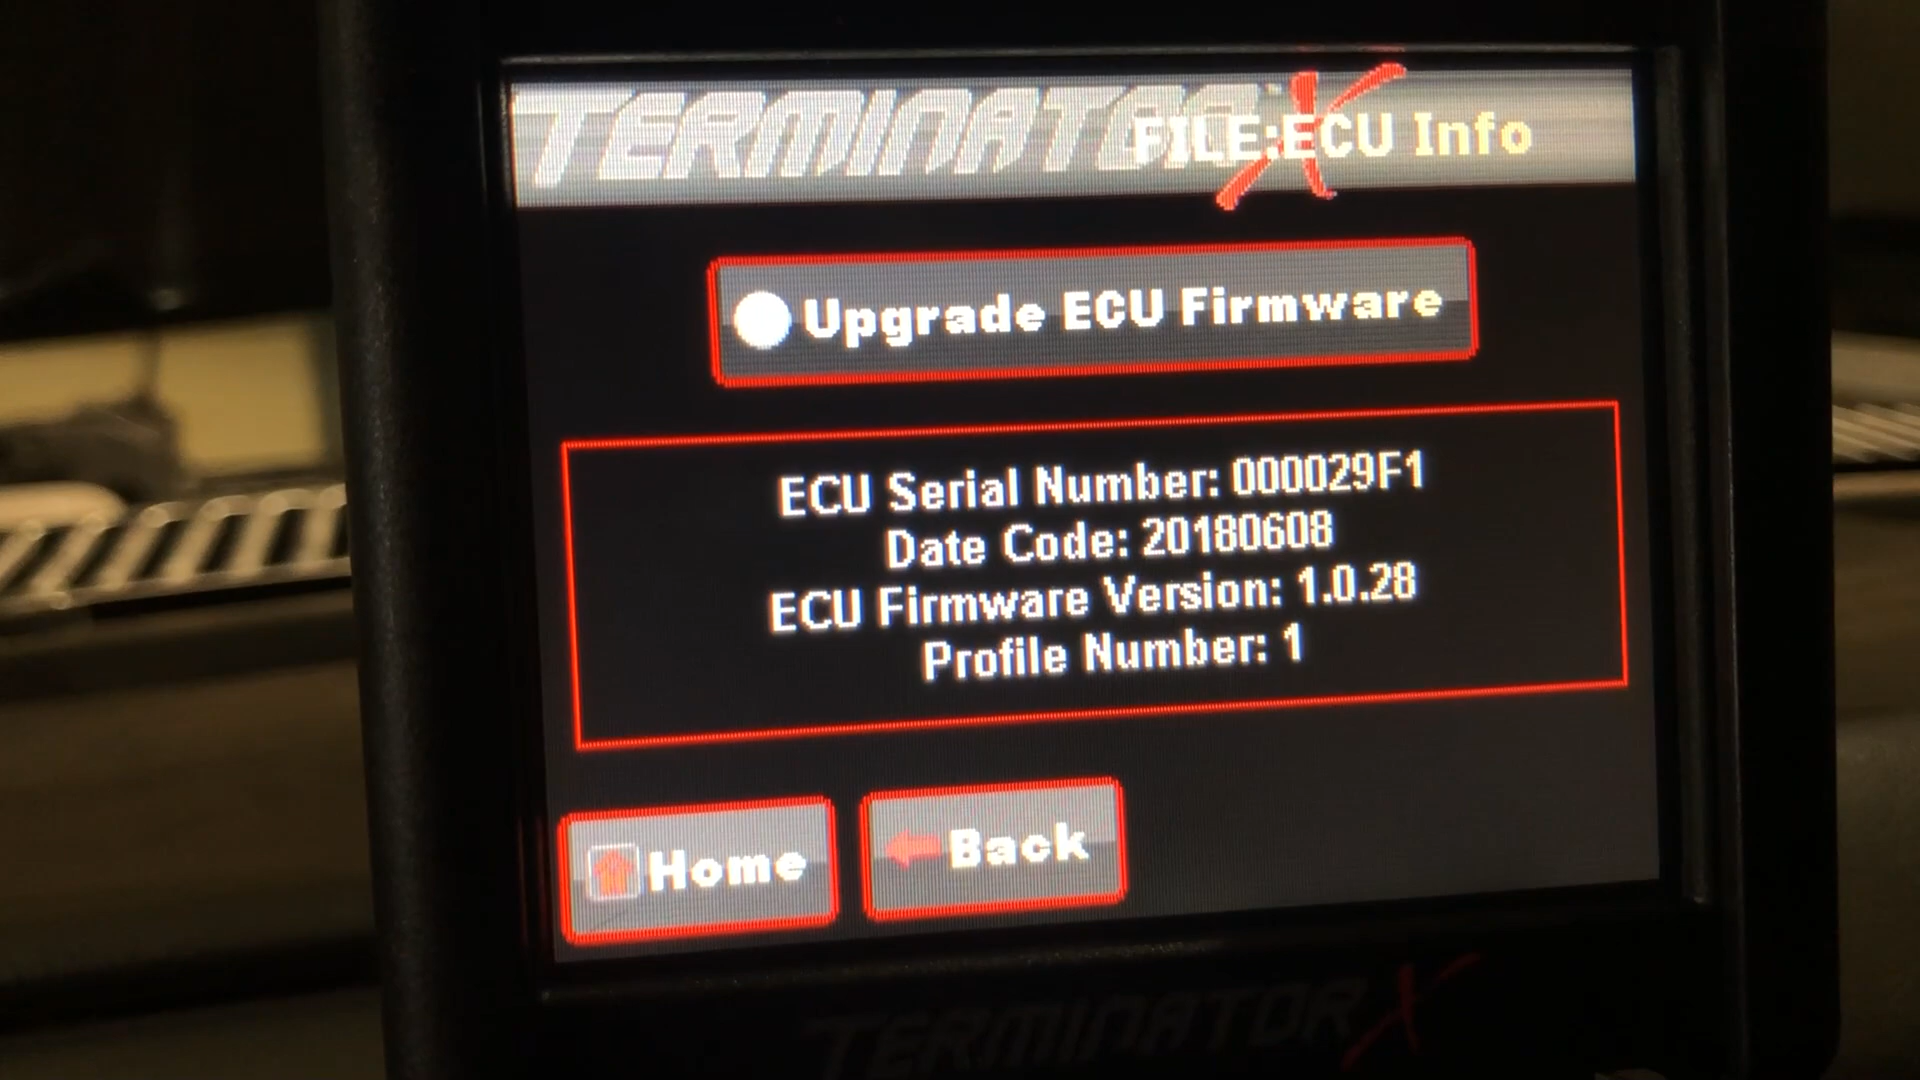 TERMINATOR X™
FILE:ECU Info
Upgrade ECU Firmware
ECU Serial Number: 000029F1
Date Code: 20180608
ECU Firmware Version: 1.0.28
Profile Number: 1
Home
Back
TERMINATOR X